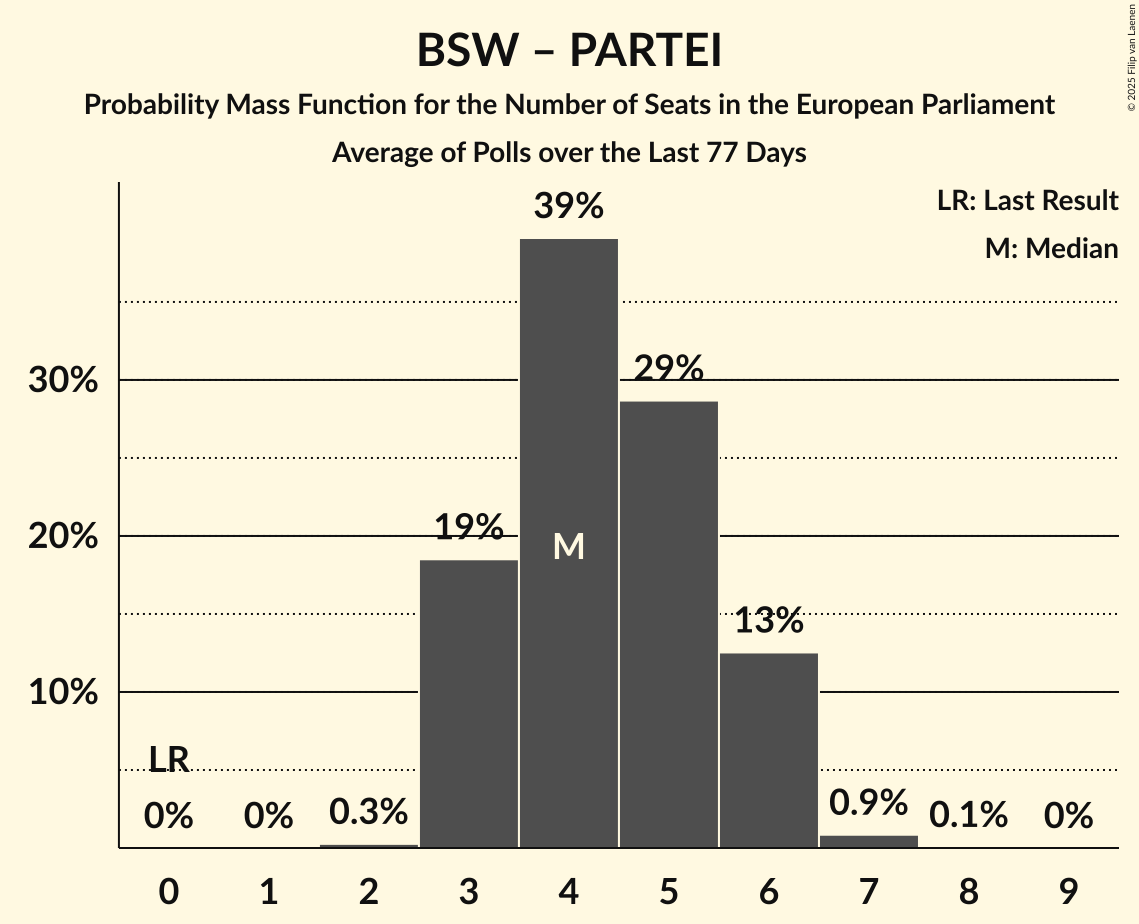 BSW – PARTEI
Probability Mass Function for the Number of Seats in the European Parliament
Average of Polls over the Last 77 Days
© 2025 Filip van Laenen
LR: Last Result
M: Median
39%
30%
29%
20%
19%
M
13%
10%
LR
0%
0%
0.3%
0.9%
0.1%
0%
0 1 2 3 4 5 6 7 8 9